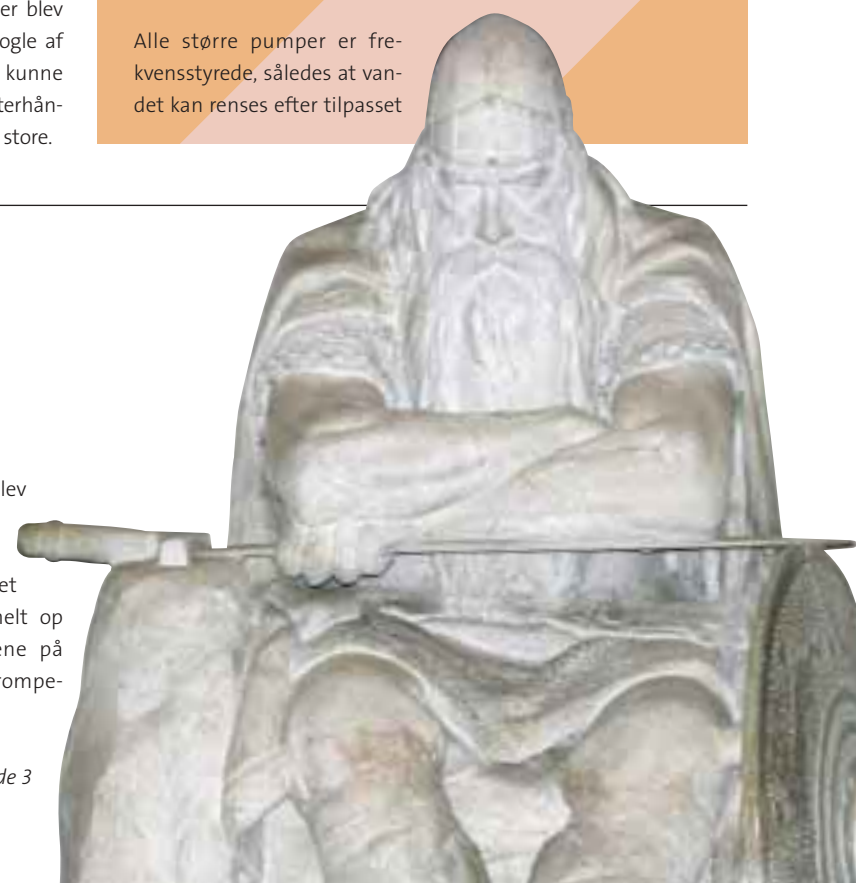 er blev
ogle af
kunne
terhån-
store.
Alle større pumper er fre-
kvensstyrede, således at van-
det kan renses efter tilpasset
lev
et
helt op
ene på
rompe-
de 3